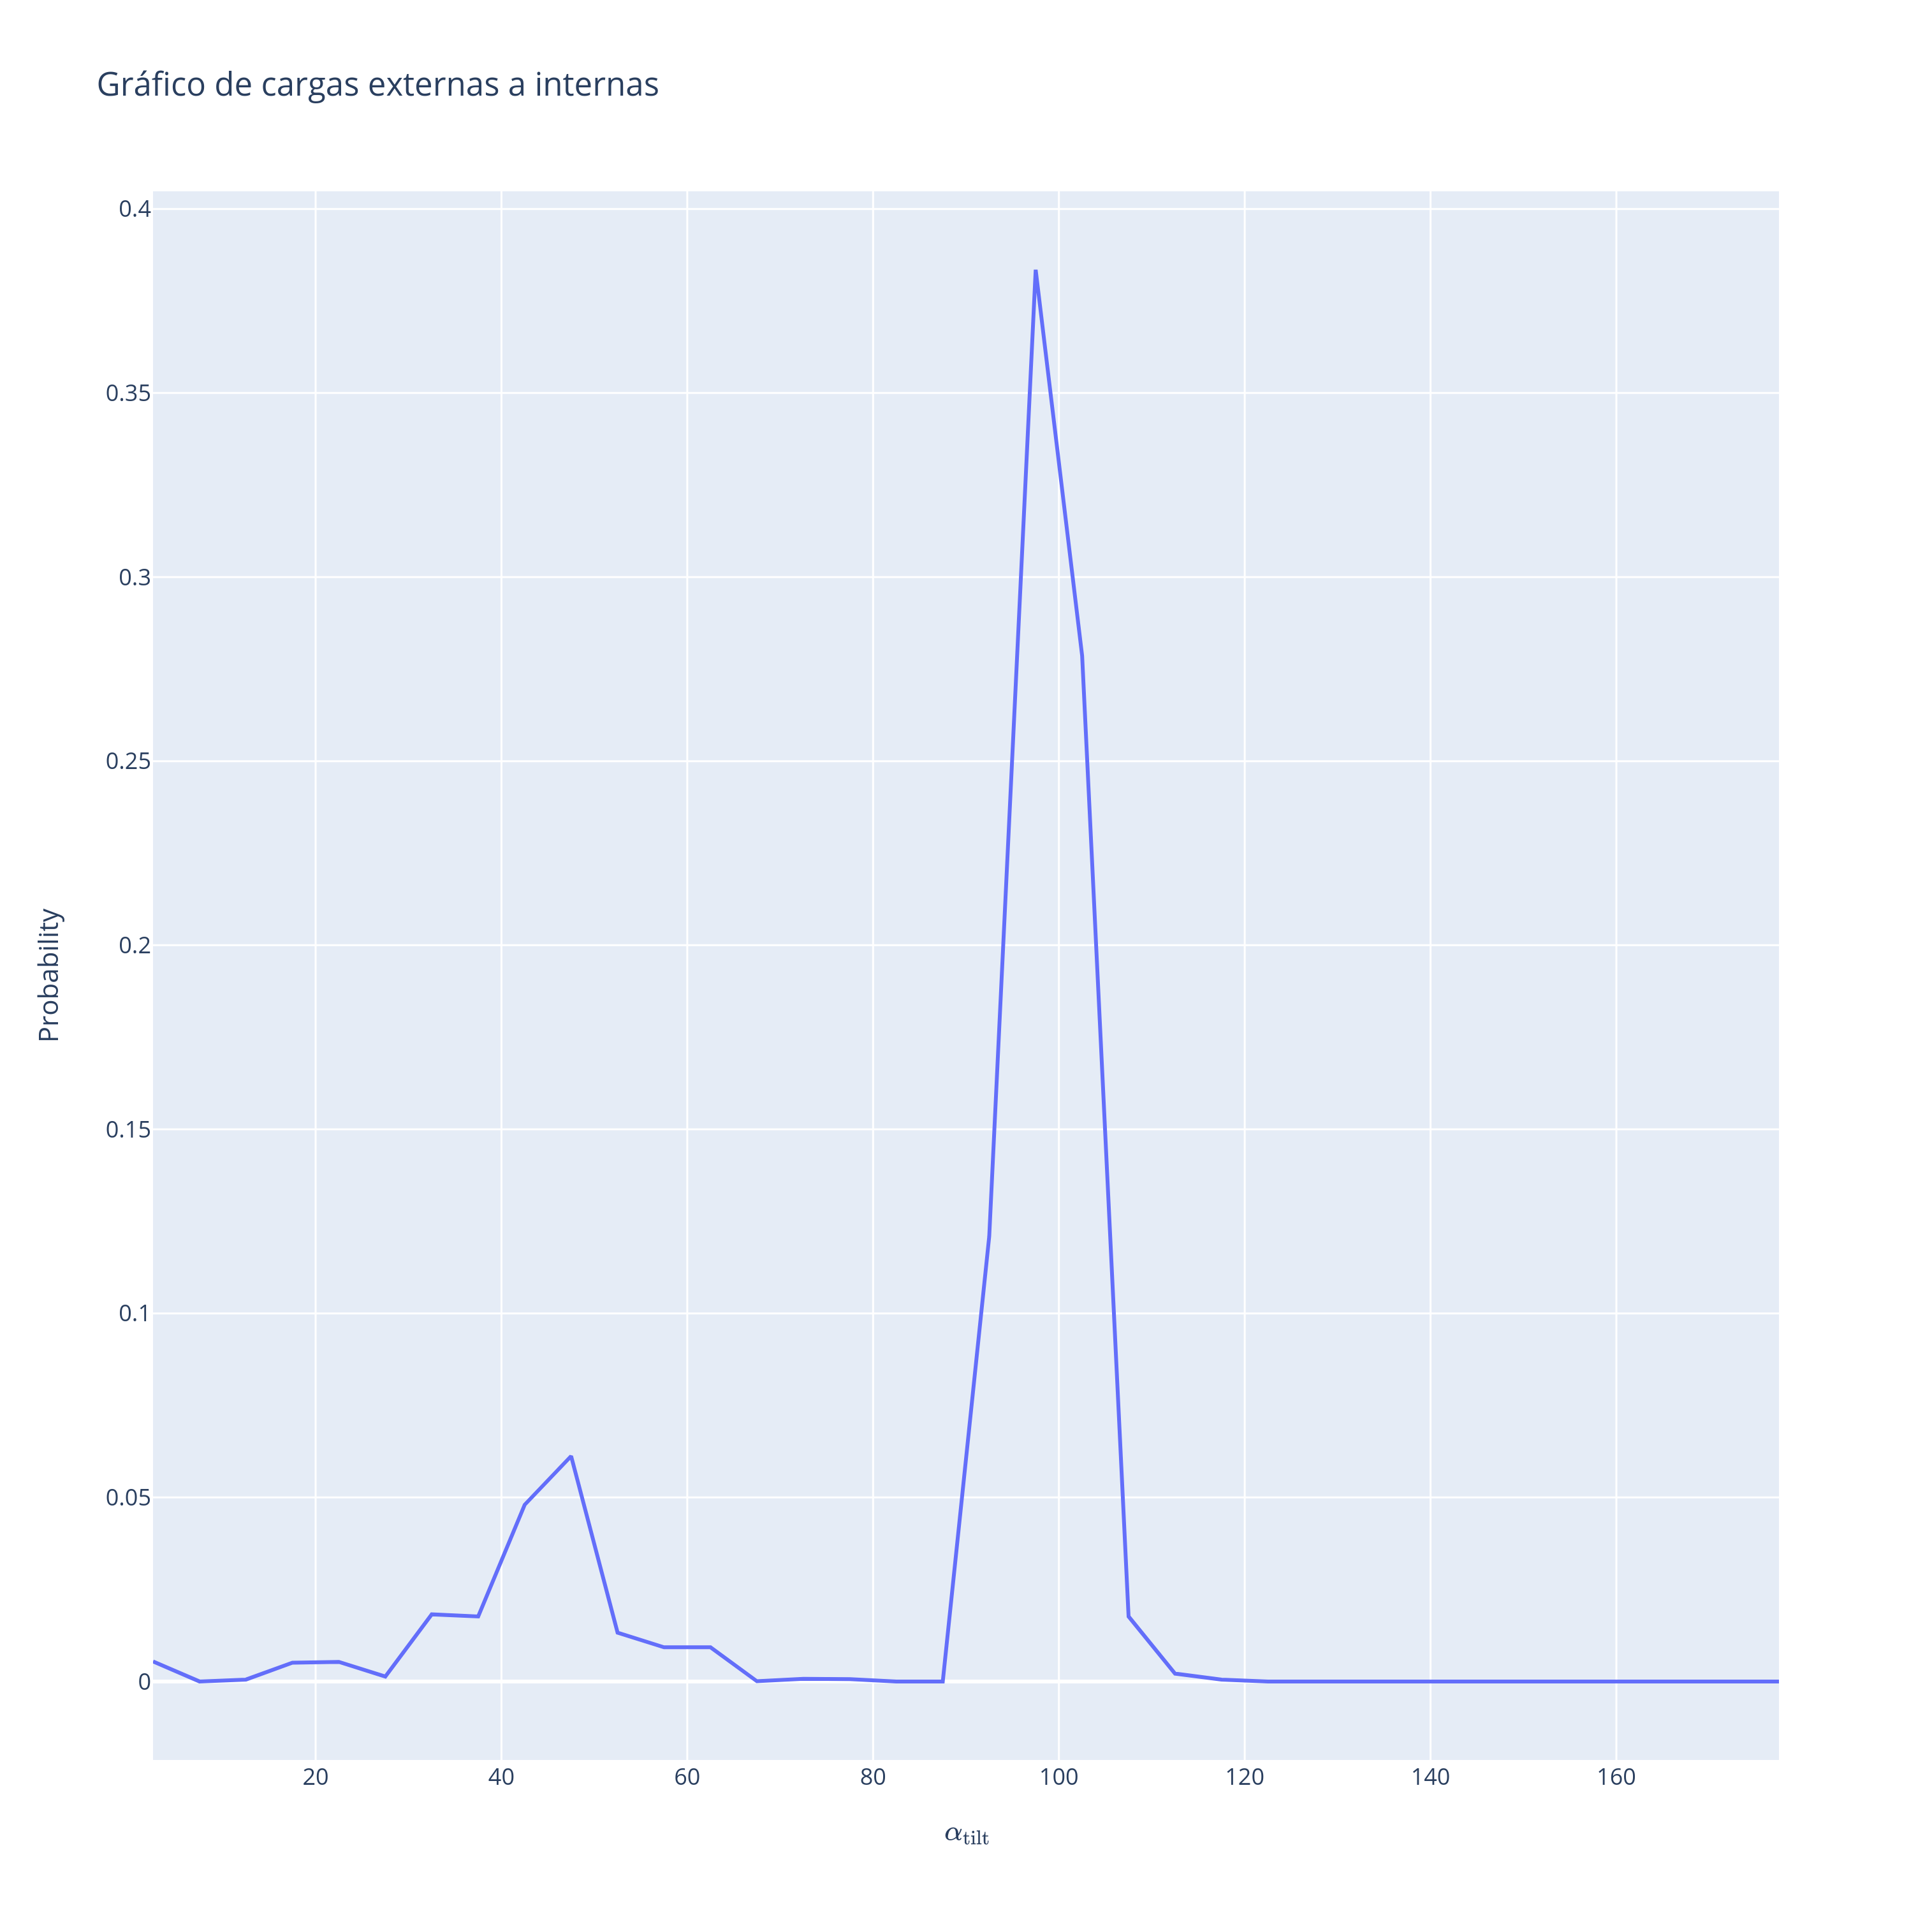 Gráfico de cargas externas a internas
0.4
0.35
0.3
0.25
0.2
0.15
0.1
0.05
0
Probability
20 40 60 80 100 120 140 160
α_tilt